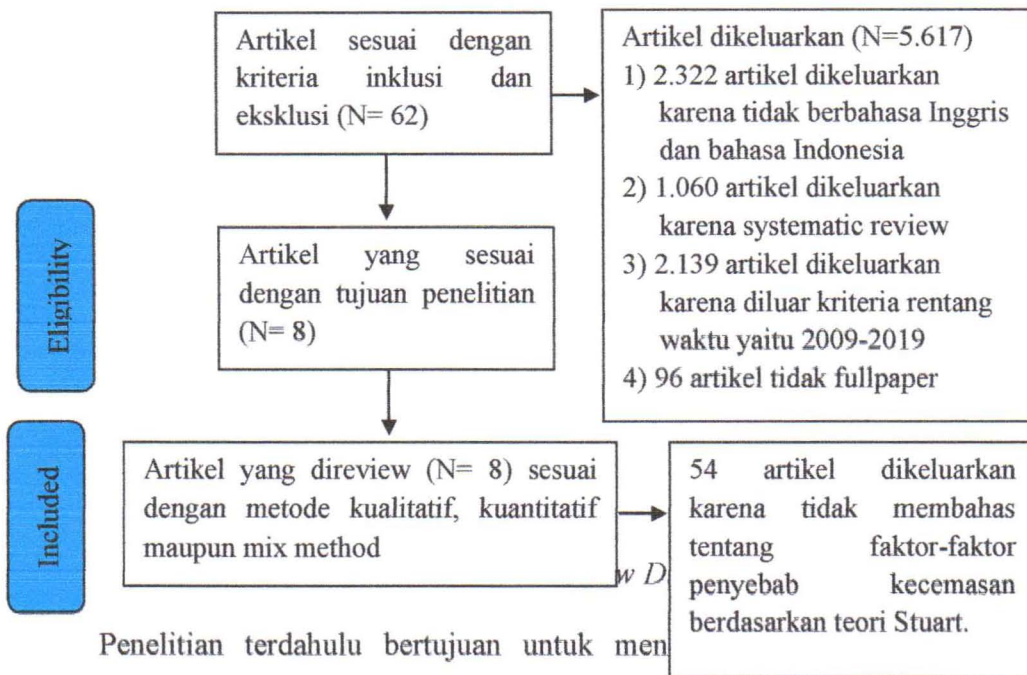 Artikel sesuai dengan
kriteria inklusi dan
eksklusi (N= 62)
Artikel dikeluarkan (N=5.617)
1) 2.322 artikel dikeluarkan
karena tidak berbahasa Inggris
dan bahasa Indonesia
2) 1.060 artikel dikeluarkan
karena systematic review
3) 2.139 artikel dikeluarkan
karena diluar kriteria rentang
waktu yaitu 2009-2019
4) 96 artikel tidak fullpaper
Eligibility
Artikel yang sesuai
dengan tujuan penelitian
(N= 8)
Included
Artikel yang direview (N= 8) sesuai
dengan metode kualitatif, kuantitatif
maupun mix method
54 artikel dikeluarkan
karena tidak membahas
tentang faktor-faktor
penyebab kecemasan
berdasarkan teori Stuart.
w D
Penelitian terdahulu bertujuan untuk men